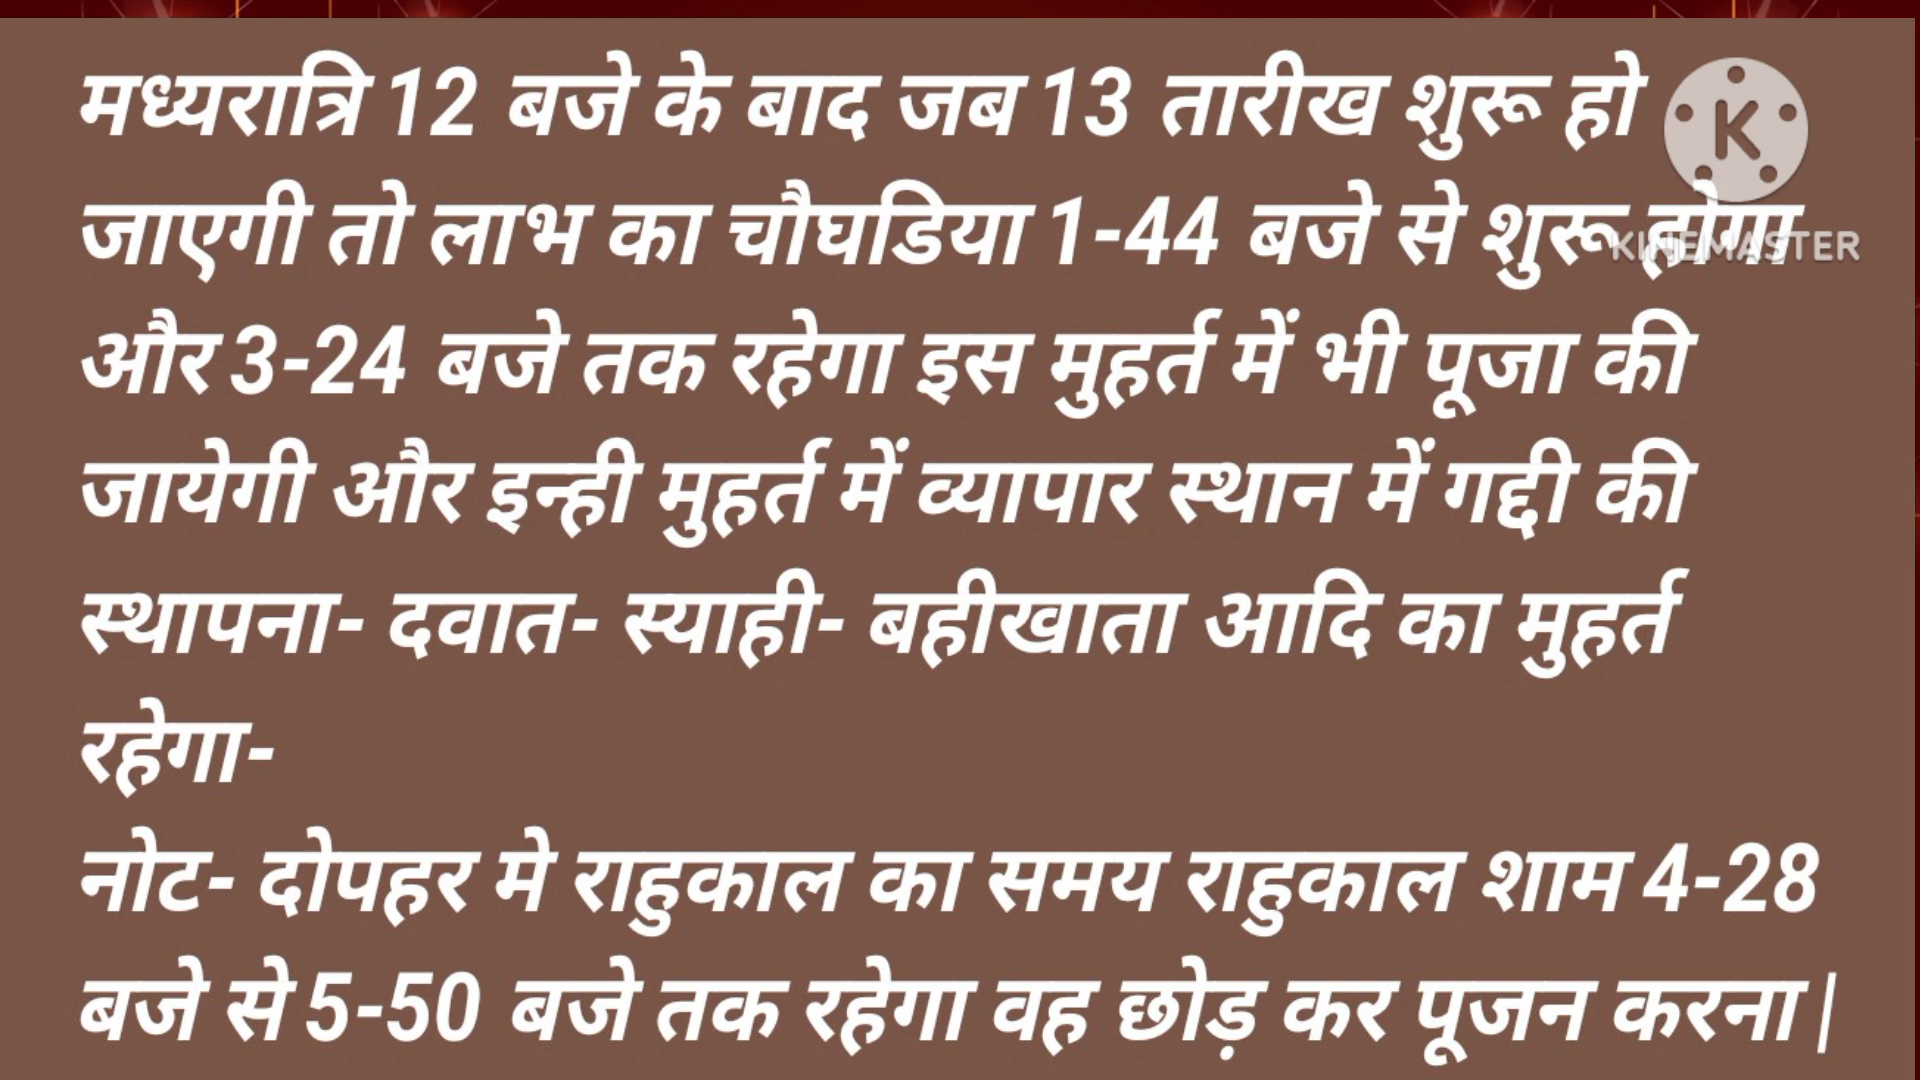 मध्यरात्रि 12 बजे के बाद जब 13 तारीख शुरू हो
जाएगी तो लाभ का चौघडिया 1-44 बजे से शुरू होगा
और 3-24 बजे तक रहेगा इस मुहर्त में भी पूजा की
जायेगी और इन्ही मुहर्त में व्यापार स्थान में गद्दी की
स्थापना- दवात- स्याही- बहीखाता आदि का मुहर्त
रहेगा-
नोट- दोपहर मे राहुकाल का समय राहुकाल शाम 4-28
बजे से 5-50 बजे तक रहेगा वह छोड़ कर पूजन करना |
K
KINEMASTER